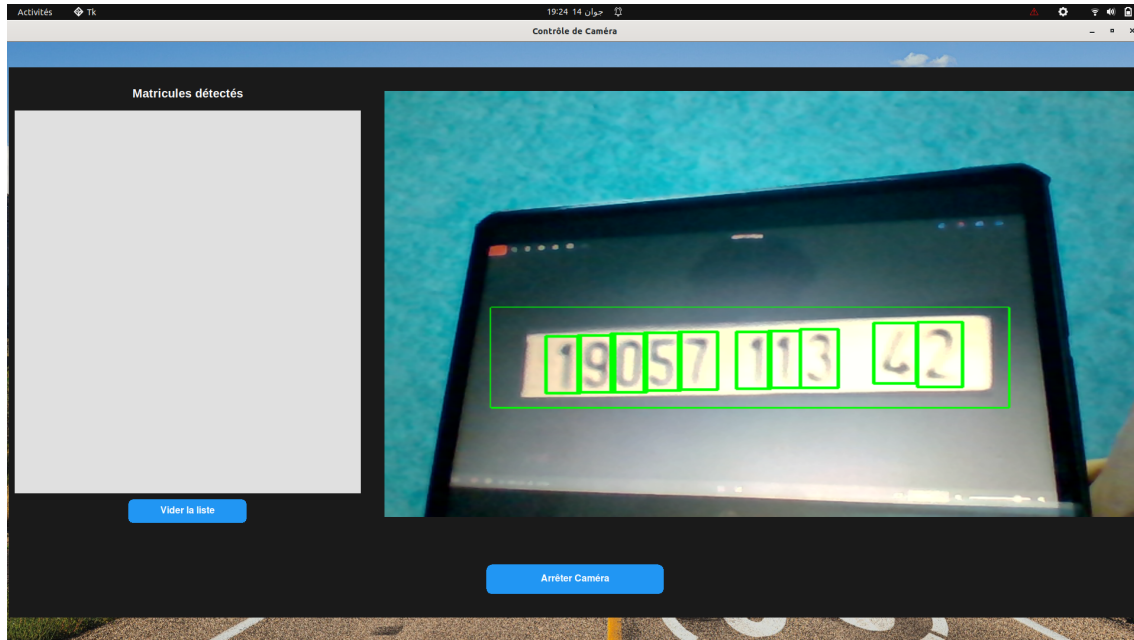 Activités Tk 19:24 14 جوان
Contrôle de Caméra
Matricules détectés
19057 113 42
Vider la liste
Arrêter Caméra